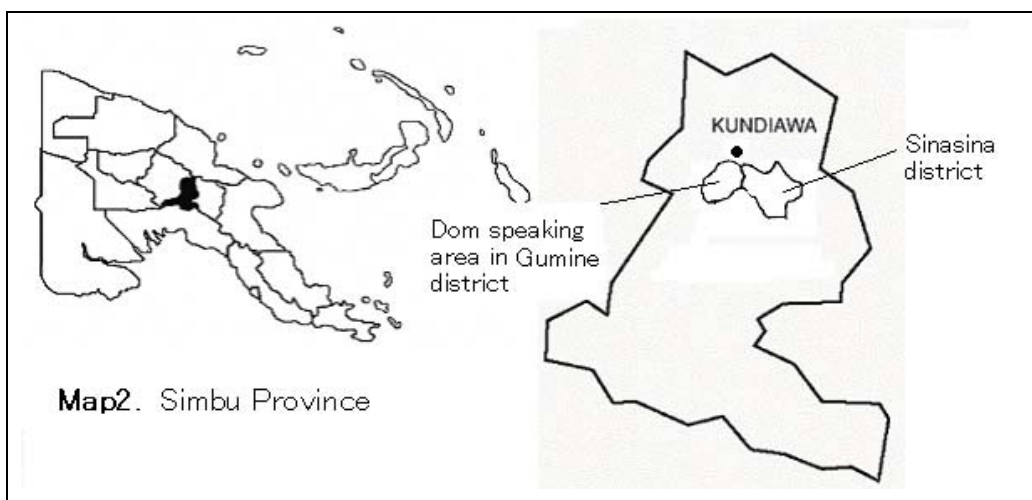 KUNDIAWA
Sinasina
district
Dom speaking
area in Gumine
district
Map2. Simbu Province